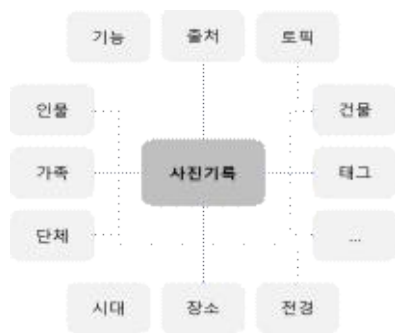 기능 출처 토픽
인물 건물
가족 사진기록 태그
단체 ...
시대 장소 전경